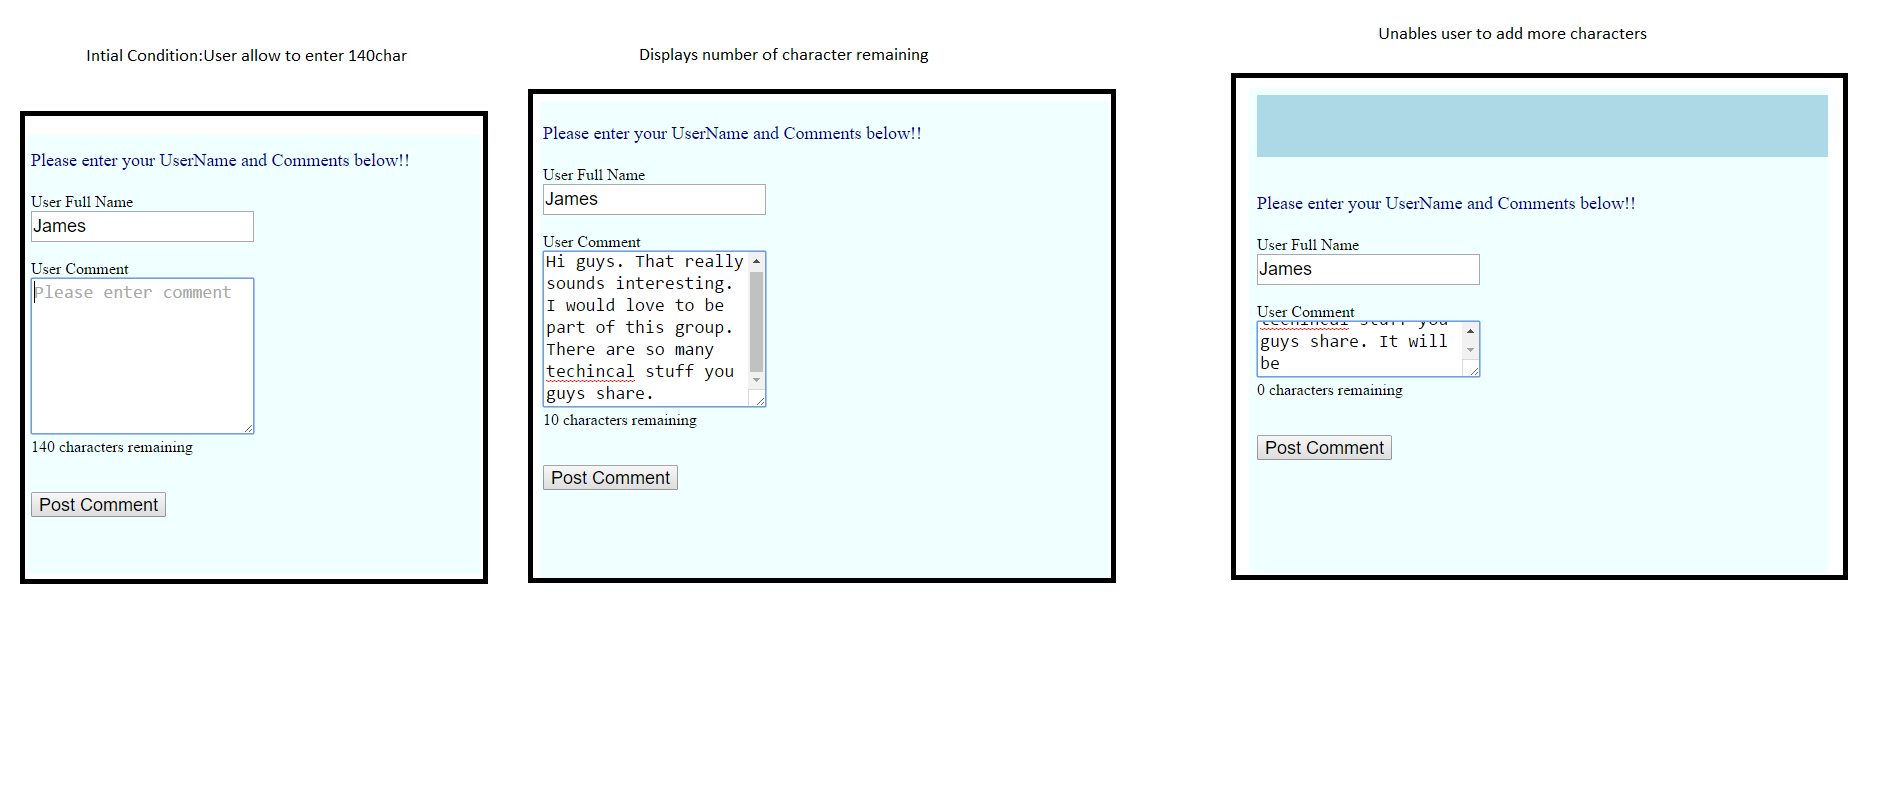 Intial Condition:User allow to enter 140char
Please enter your UserName and Comments below!!
User Full Name
James
User Comment
Please enter comment
140 characters remaining
Post Comment
Displays number of character remaining
Please enter your UserName and Comments below!!
User Full Name
James
User Comment
Hi guys. That really
sounds interesting.
I would love to be
part of this group.
There are so many
techincal stuff you
guys share.
10 characters remaining
Post Comment
Unables user to add more characters
Please enter your UserName and Comments below!!
User Full Name
James
User Comment
techincal stuff you
guys share. It will
be
0 characters remaining
Post Comment